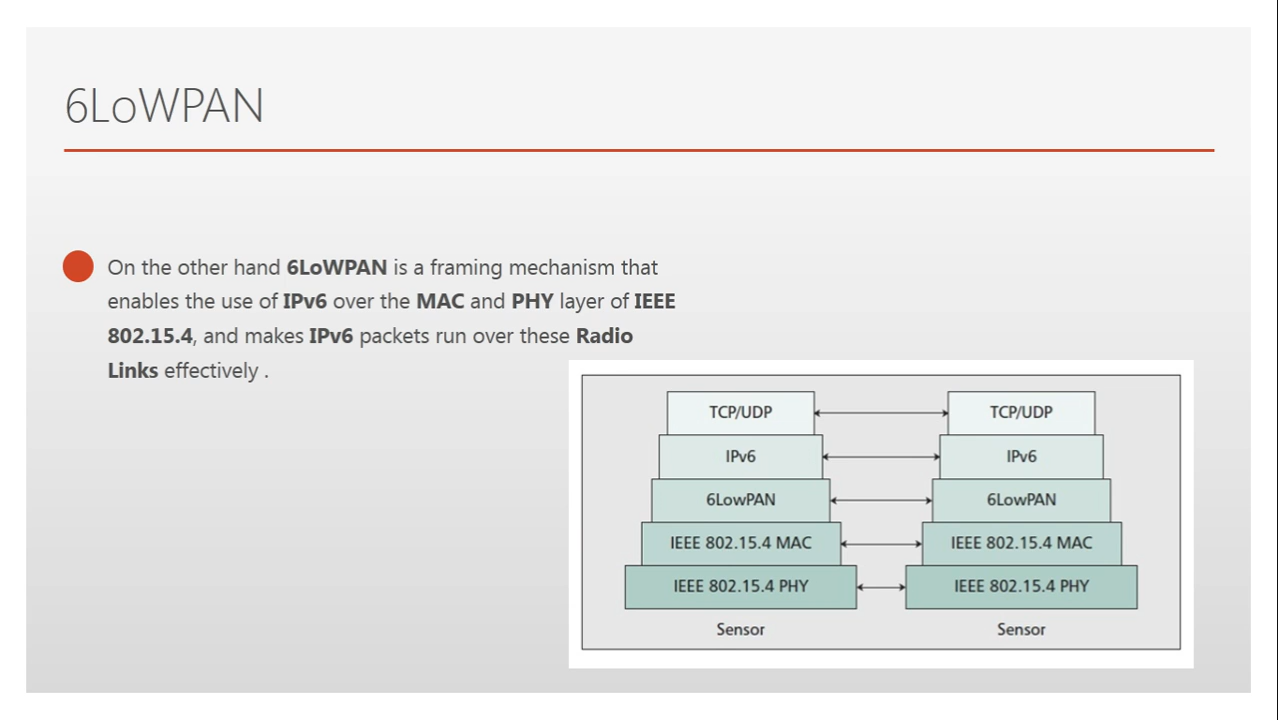 6LoWPAN
On the other hand 6LoWPAN is a framing mechanism that
enables the use of IPv6 over the MAC and PHY layer of IEEE
802.15.4, and makes IPv6 packets run over these Radio
Links effectively .
TCP/UDP TCP/UDP
IPv6 IPv6
6LowPAN 6LowPAN
IEEE 802.15.4 MAC IEEE 802.15.4 MAC
IEEE 802.15.4 PHY IEEE 802.15.4 PHY
Sensor Sensor